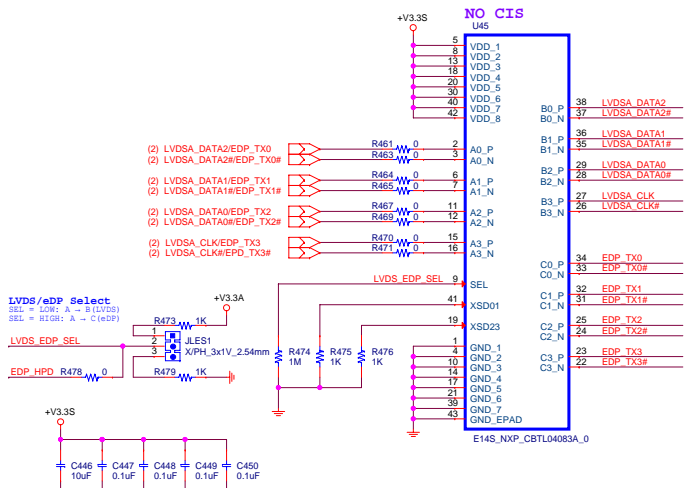 NO CIS
+V3.3S
U45
5 VDD_1
8 VDD_2
13 VDD_3
18 VDD_4
20 VDD_5
30 VDD_6
40 VDD_7
42 VDD_8
B0_P 38 LVDSA_DATA2
B0_N 37 LVDSA_DATA2#
B1_P 36 LVDSA_DATA1
B1_N 35 LVDSA_DATA1#
B2_P 29 LVDSA_DATA0
B2_N 28 LVDSA_DATA0#
B3_P 27 LVDSA_CLK
B3_N 26 LVDSA_CLK#
(2) LVDSA_DATA2/EDP_TX0 R461 0 2 A0_P
(2) LVDSA_DATA2#/EDP_TX0# R463 0 3 A0_N
(2) LVDSA_DATA1/EDP_TX1 R464 0 6 A1_P
(2) LVDSA_DATA1#/EDP_TX1# R465 0 7 A1_N
(2) LVDSA_DATA0/EDP_TX2 R467 0 11 A2_P
(2) LVDSA_DATA0#/EDP_TX2# R469 0 12 A2_N
(2) LVDSA_CLK/EDP_TX3 R470 0 15 A3_P
(2) LVDSA_CLK#/EPD_TX3# R471 0 16 A3_N
C0_P 34 EDP_TX0
C0_N 33 EDP_TX0#
C1_P 32 EDP_TX1
C1_N 31 EDP_TX1#
C2_P 25 EDP_TX2
C2_N 24 EDP_TX2#
C3_P 23 EDP_TX3
C3_N 22 EDP_TX3#
LVDS_EDP_SEL 9 SEL
41 XSD01
19 XSD23
R474 1M
R475 1K
R476 1K
1 GND_1
4 GND_2
10 GND_3
14 GND_4
17 GND_5
21 GND_6
39 GND_7
43 GND_EPAD
E14S_NXP_CBTL04083A_0
LVDS/eDP Select
SEL = LOW: A → B(LVDS)
SEL = HIGH: A → C(eDP)
+V3.3A
R473 1K
LVDS_EDP_SEL
1
2
3
JLES1
X/PH_3x1V_2.54mm
EDP_HPD R478 0
R479 1K
+V3.3S
C446 10uF
C447 0.1uF
C448 0.1uF
C449 0.1uF
C450 0.1uF